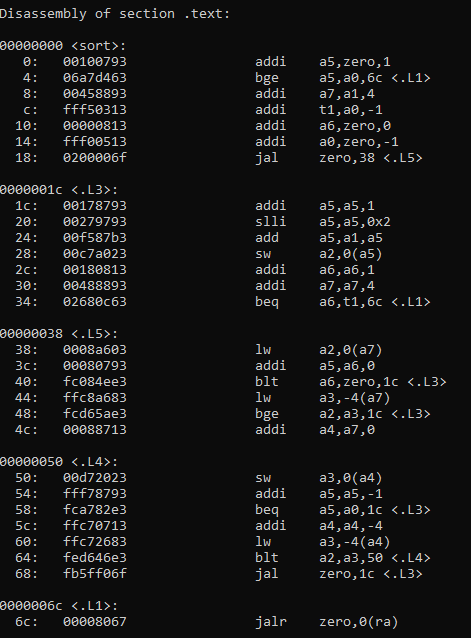 Disassembly of section .text:
00000000 <sort>:
0: 00100793 addi a5,zero,1
4: 06a7d463 bge a5,a0,6c <.L1>
8: 00458893 addi a7,a1,4
c: fff50313 addi t1,a0,-1
10: 00000813 addi a6,zero,0
14: fff00513 addi a0,zero,-1
18: 0200006f jal zero,38 <.L5>
0000001c <.L3>:
1c: 00178793 addi a5,a5,1
20: 00279793 slli a5,a5,0x2
24: 00f587b3 add a5,a1,a5
28: 00c7a023 sw a2,0(a5)
2c: 00180813 addi a6,a6,1
30: 00488893 addi a7,a7,4
34: 02680c63 beq a6,t1,6c <.L1>
00000038 <.L5>:
38: 0008a603 lw a2,0(a7)
3c: 00080793 addi a5,a6,0
40: fc084ee3 blt a6,zero,1c <.L3>
44: ffc8a683 lw a3,-4(a7)
48: fcd65ae3 bge a2,a3,1c <.L3>
4c: 00088713 addi a4,a7,0
00000050 <.L4>:
50: 00d72023 sw a3,0(a4)
54: fff78793 addi a5,a5,-1
58: fca782e3 beq a5,a0,1c <.L3>
5c: ffc70713 addi a4,a4,-4
60: ffc72683 lw a3,-4(a4)
64: fed646e3 blt a2,a3,50 <.L4>
68: fb5ff06f jal zero,1c <.L3>
0000006c <.L1>:
6c: 00008067 jalr zero,0(ra)